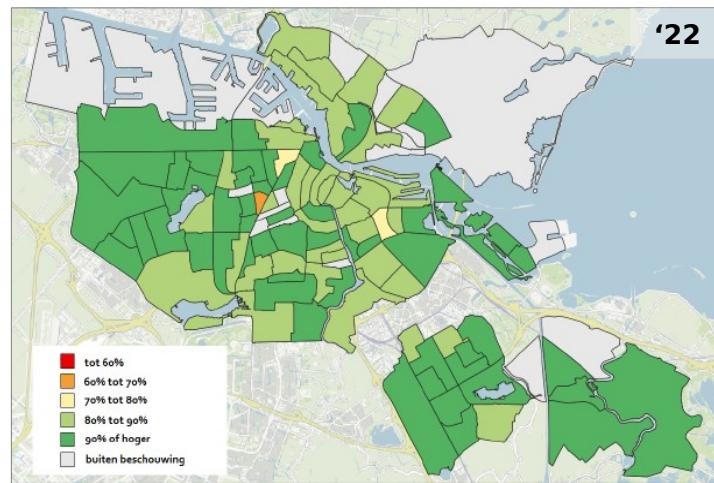 ‘22
tot 60%
60% tot 70%
70% tot 80%
80% tot 90%
90% of hoger
buiten beschouwing